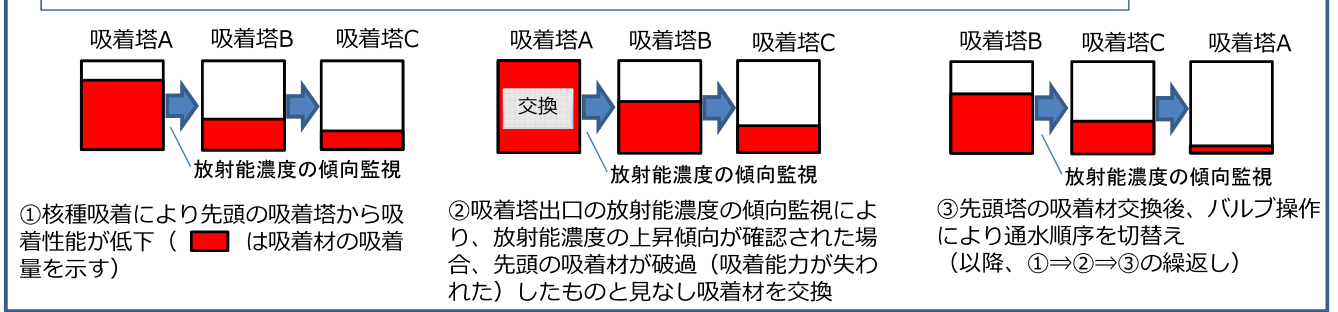 吸着塔A 吸着塔B 吸着塔C
放射能濃度の傾向監視
①核種吸着により先頭の吸着塔から吸
着性能が低下（ は吸着材の吸着
量を示す）
吸着塔A 吸着塔B 吸着塔C
交換
放射能濃度の傾向監視
②吸着塔出口の放射能濃度の傾向監視によ
り、放射能濃度の上昇傾向が確認された場
合、先頭の吸着材が破過（吸着能力が失わ
れた）したものと見なし吸着材を交換
吸着塔B 吸着塔C 吸着塔A
放射能濃度の傾向監視
③先頭塔の吸着材交換後、バルブ操作
により通水順序を切替え
（以降、①⇒②⇒③の繰返し）